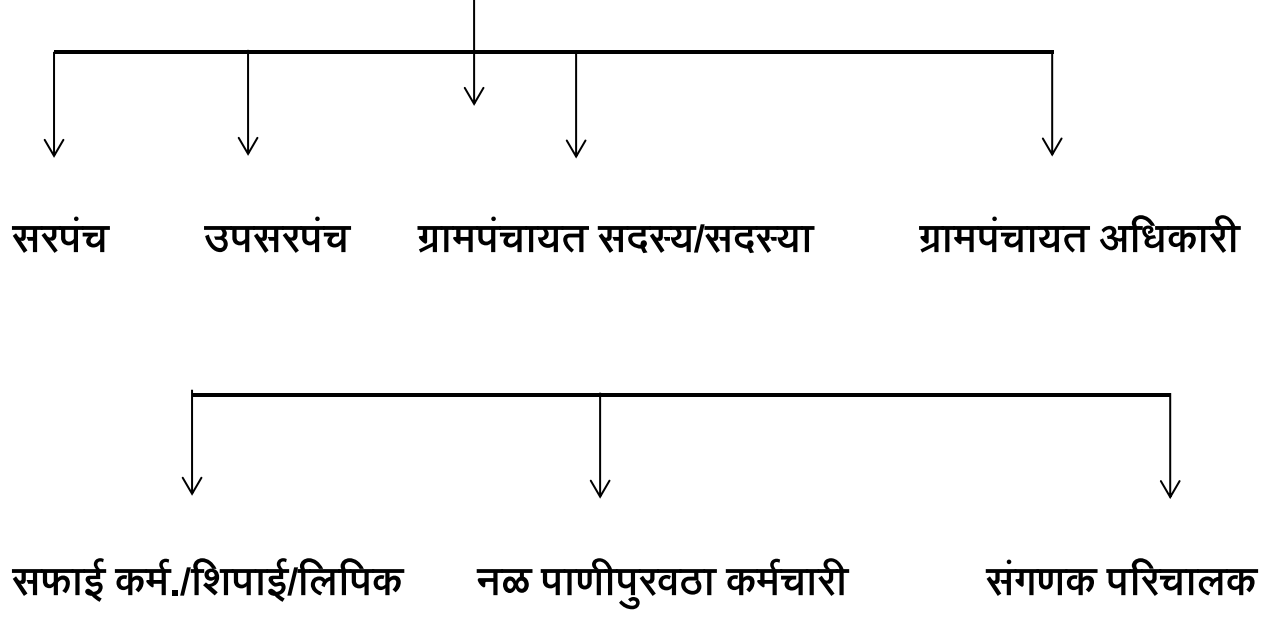 सरपंच उपसरपंच ग्रामपंचायत सदस्य/सदस्या ग्रामपंचायत अधिकारी
सफाई कर्म./शिपाई/लिपिक नळ पाणीपुरवठा कर्मचारी संगणक परिचालक